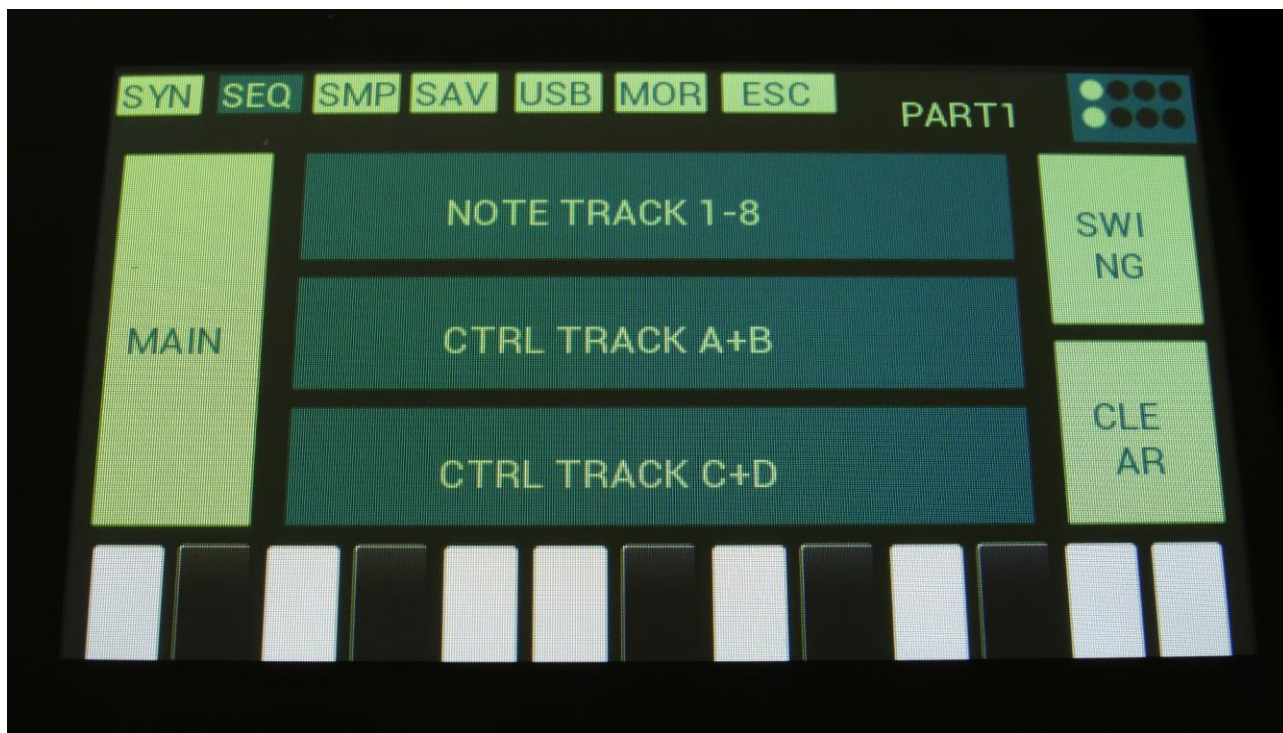 SYN SEQ SMP SAV USB MOR ESC PART1
MAIN
NOTE TRACK 1-8
CTRL TRACK A+B
CTRL TRACK C+D
SWI
NG
CLE
AR